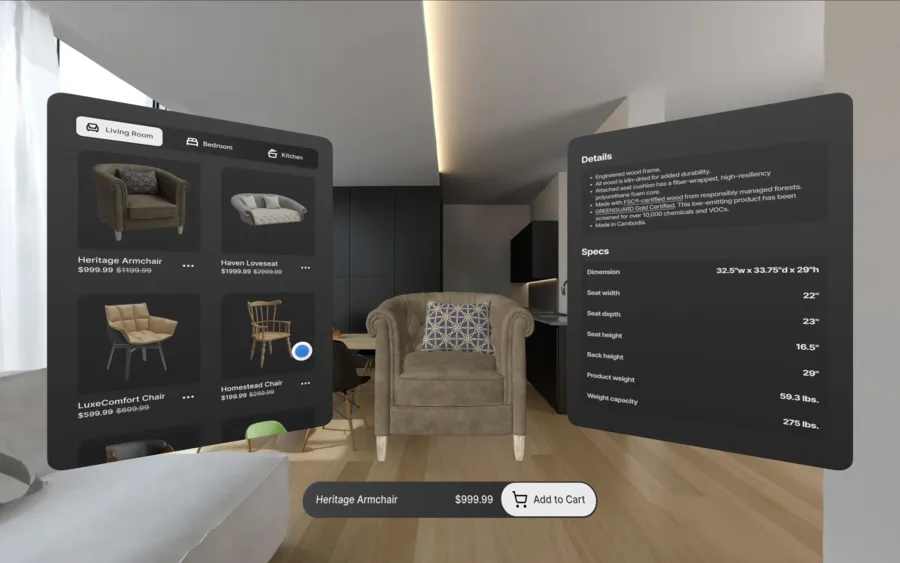 Living Room
Bedroom
Kitchen
Heritage Armchair
$999.99 $1199.99
Haven Loveseat
$1999.99 $2999.99
LuxeComfort Chair
$599.99 $699.99
Homestead Chair
$199.99 $259.99
Details
Engineered wood frame.
All wood is kiln-dried for added durability.
Attached seat cushion has a fiber-wrapped, high-resiliency
polyurethane foam core.
Made with FSC®-certified wood from responsibly managed forests.
GREENGUARD Gold Certified. This low-emitting product has been
screened for over 10,000 chemicals and VOCs.
Made in Cambodia.
Specs
Dimension 32.5"w x 33.75"d x 29"h
Seat width 22"
Seat depth 23"
Seat height 16.5"
Back height 29"
Product weight 59.3 lbs.
Weight capacity 275 lbs.
Heritage Armchair $999.99 Add to Cart